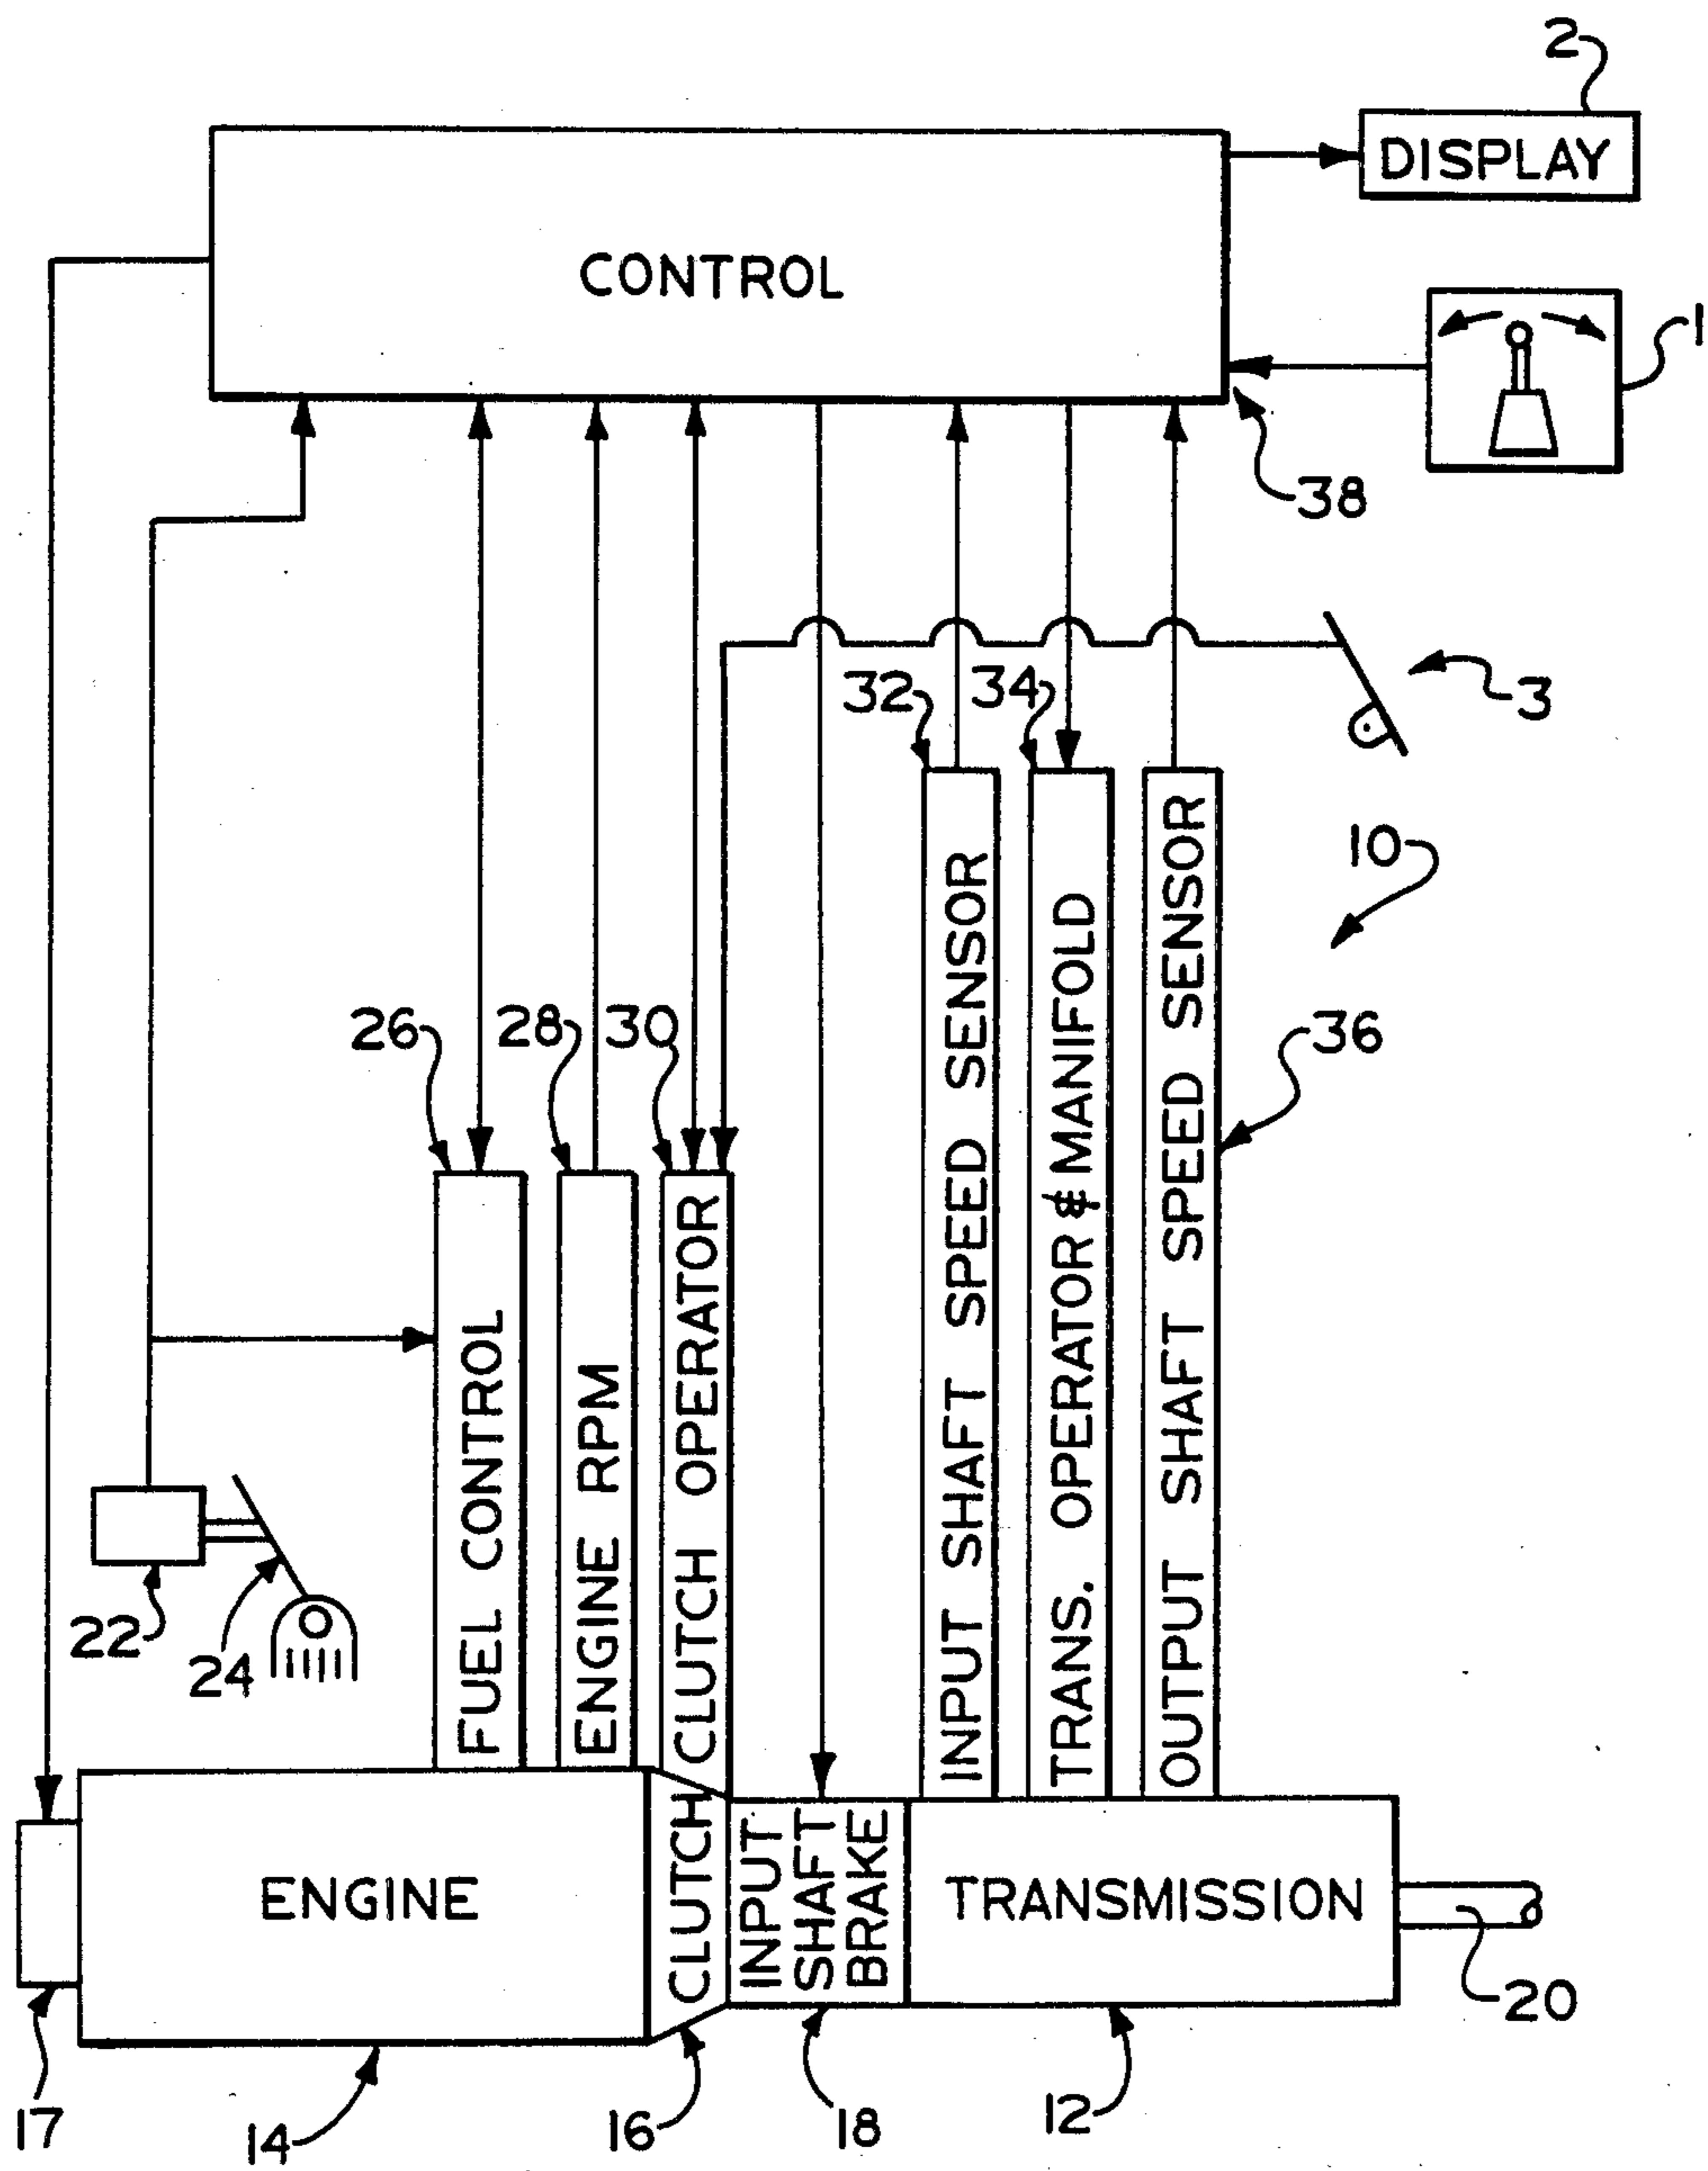 2
DISPLAY
CONTROL
1
38
3
32
34
10
26
28
30
36
INPUT SHAFT SPEED SENSOR
TRANS. OPERATOR & MANIFOLD
OUTPUT SHAFT SPEED SENSOR
FUEL CONTROL
ENGINE RPM
CLUTCH OPERATOR
22
24
ENGINE
CLUTCH
INPUT
SHAFT
BRAKE
TRANSMISSION
20
17
14
16
18
12